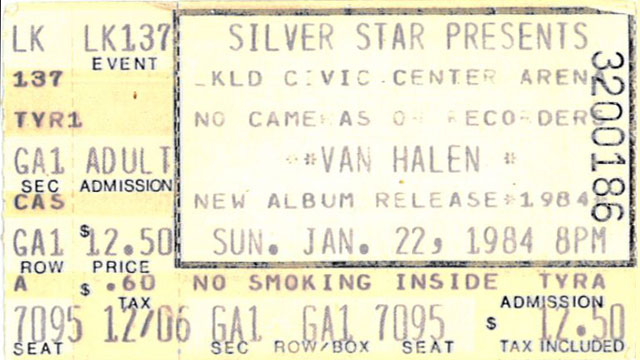 LK LK137 SILVER STAR PRESENTS
EVENT
137 LKLD CIVIC CENTER ARENA
TYR1 NO CAMERAS OR RECORDERS
GA1 ADULT *VAN HALEN *
SEC ADMISSION
CAS NEW ALBUM RELEASE*1984*
GA1 $12.50 SUN. JAN. 22, 1984 8PM
ROW PRICE
A $ .60 NO SMOKING INSIDE TYRA
TAX ADMISSION
7095 12/06 GA1 GA1 7095 $ 12.50
SEAT SEC ROW/BOX SEAT TAX INCLUDED
3200186